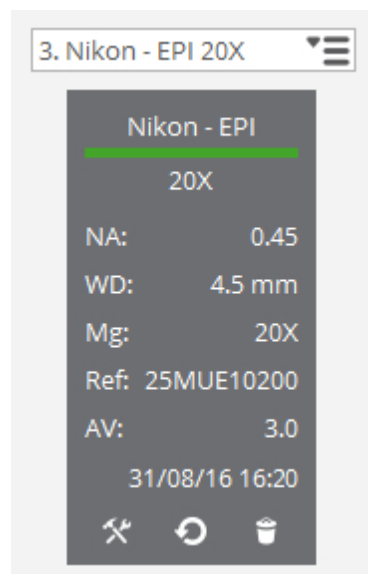 3. Nikon - EPI 20X
Nikon - EPI
20X
NA: 0.45
WD: 4.5 mm
Mg: 20X
Ref: 25MUE10200
AV: 3.0
31/08/16 16:20